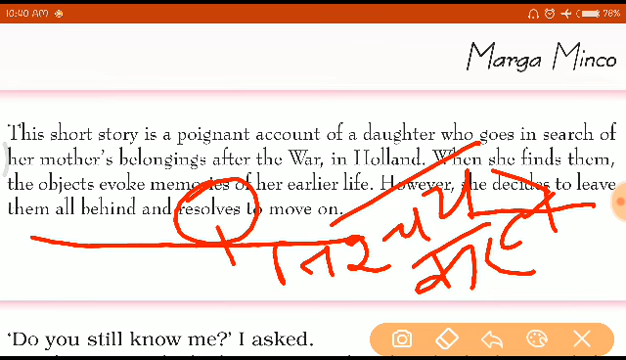 10:40 AM
78%
Marga Minco
This short story is a poignant account of a daughter who goes in search of
her mother's belongings after the War, in Holland. When she finds them,
the objects evoke memories of her earlier life. However, she decides to leave
them all behind and resolves to move on.
'Do you still know me?' I asked.